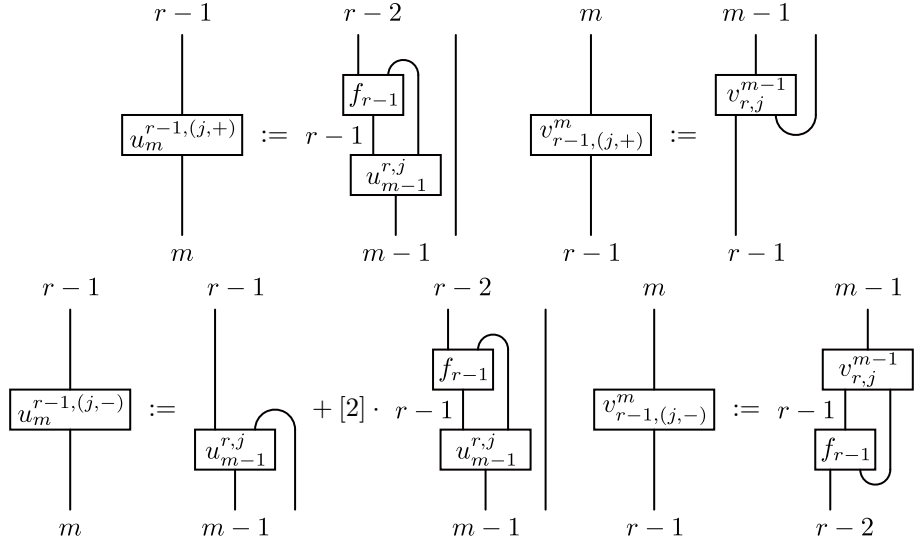 r − 1 r − 2 m m − 1
f_{r−1} v_{r,j}^{m−1}
u_m^{r−1,(j,+)} := r − 1 v_{r−1,(j,+)}^m :=
u_{m−1}^{r,j}
m m − 1 r − 1 r − 1
r − 1 r − 1 r − 2 m m − 1
f_{r−1} v_{r,j}^{m−1}
u_m^{r−1,(j,−)} := + [2] · r − 1 v_{r−1,(j,−)}^m := r − 1
u_{m−1}^{r,j} u_{m−1}^{r,j} f_{r−1}
m m − 1 m − 1 r − 1 r − 2